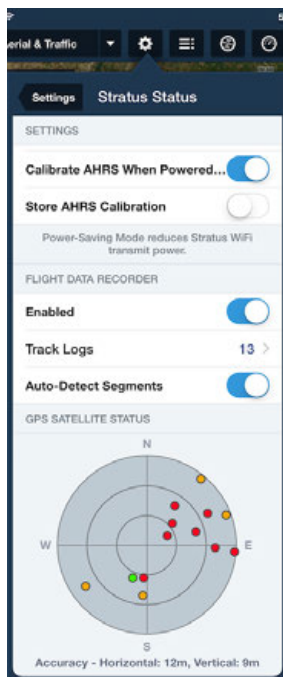 erial & Traffic
Settings
Stratus Status
SETTINGS
Calibrate AHRS When Powered...
Store AHRS Calibration
Power-Saving Mode reduces Stratus WiFi
transmit power.
FLIGHT DATA RECORDER
Enabled
Track Logs 13
Auto-Detect Segments
GPS SATELLITE STATUS
N
W E
S
Accuracy - Horizontal: 12m, Vertical: 9m